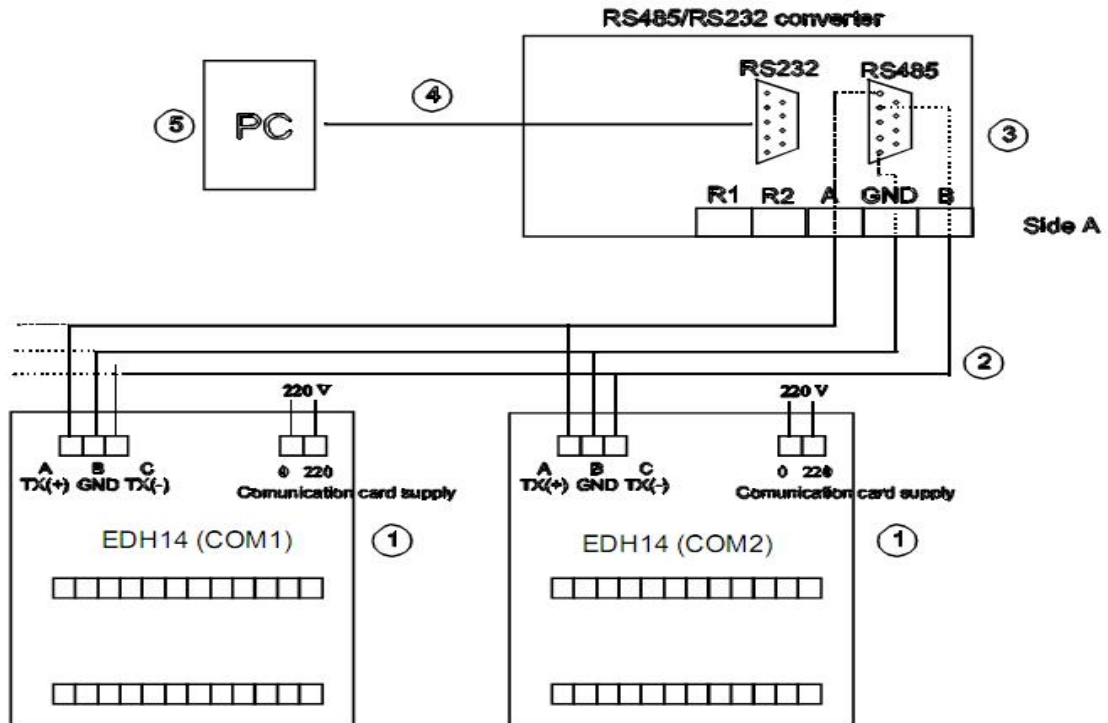 RS485/RS232 converter
RS232 RS485
4
5 PC
3
R1 R2 A GND B
Side A
2
220 V
220 V
A B C
TX(+) GND TX(-)
0 220
Comunication card supply
EDH14 (COM1)
1
A B C
TX(+) GND TX(-)
0 220
Comunication card supply
EDH14 (COM2)
1